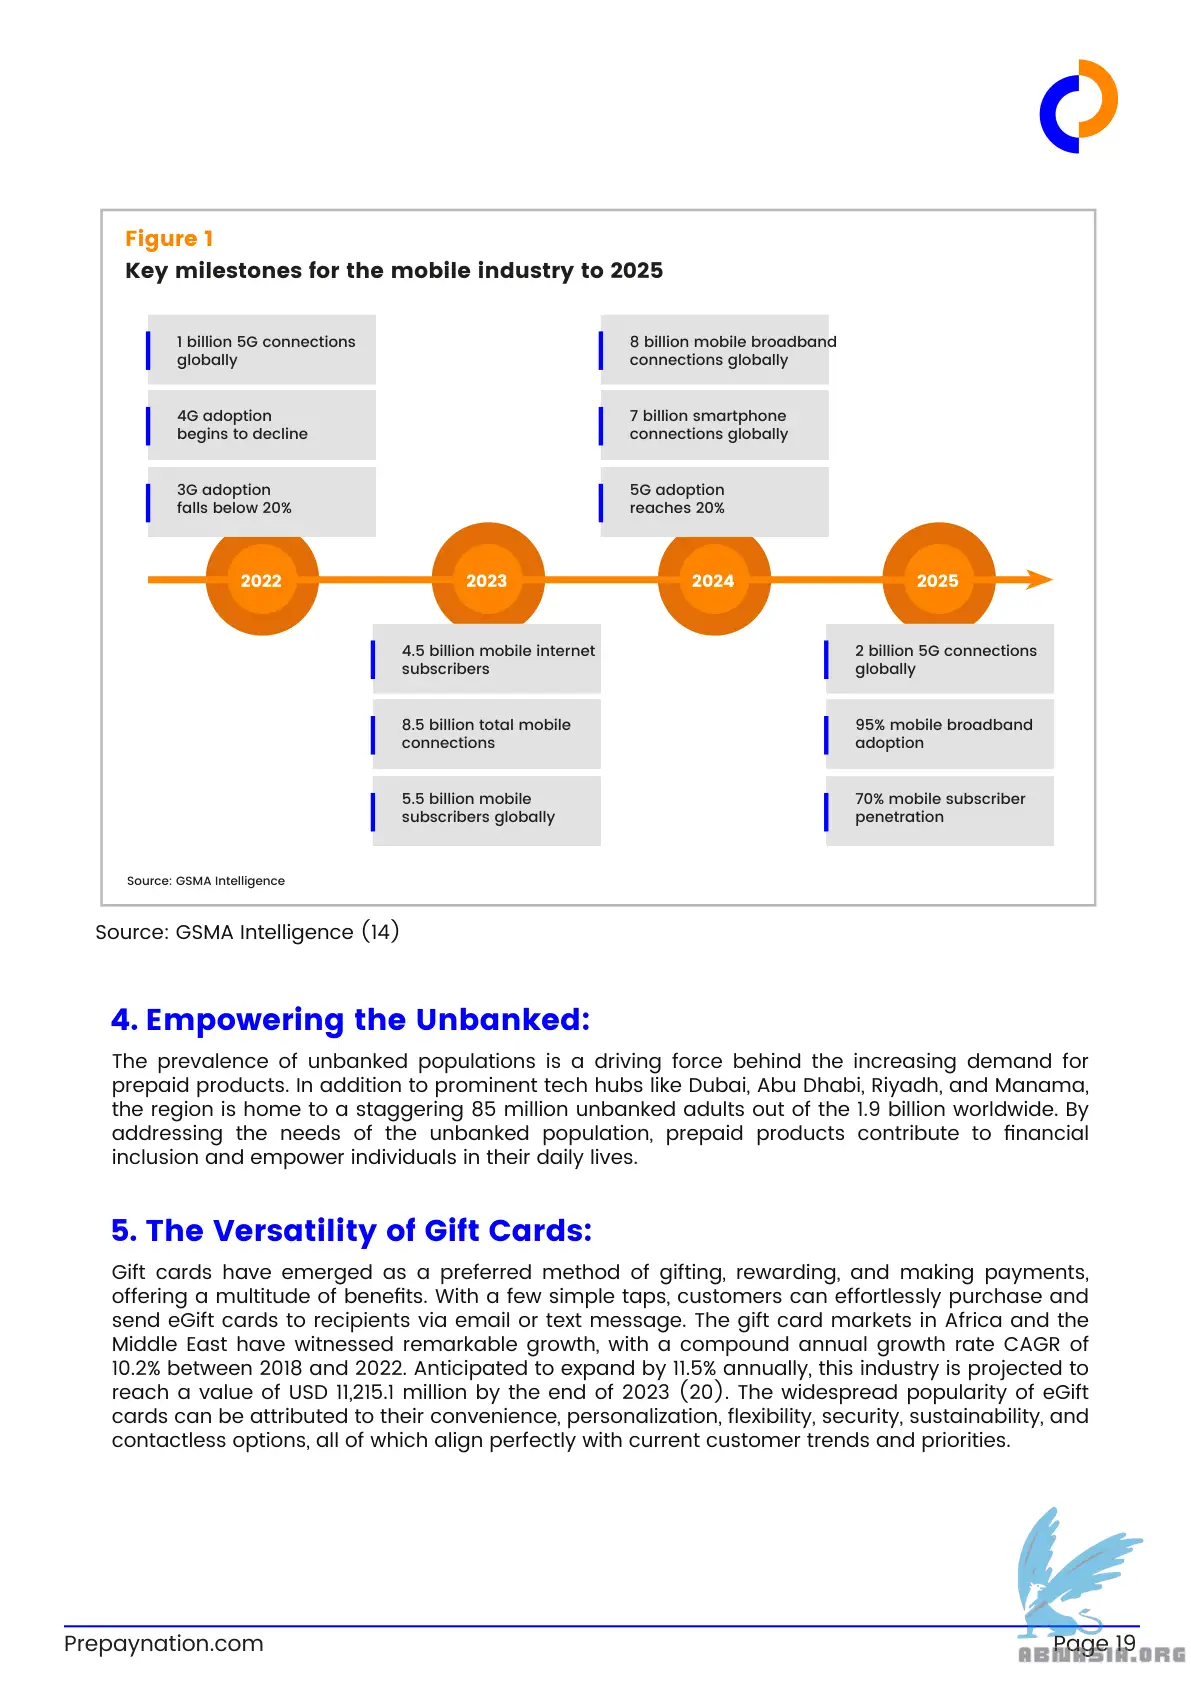 Figure 1
Key milestones for the mobile industry to 2025
1 billion 5G connections
globally
4G adoption
begins to decline
3G adoption
falls below 20%
8 billion mobile broadband
connections globally
7 billion smartphone
connections globally
5G adoption
reaches 20%
2022
2023
2024
2025
4.5 billion mobile internet
subscribers
8.5 billion total mobile
connections
5.5 billion mobile
subscribers globally
2 billion 5G connections
globally
95% mobile broadband
adoption
70% mobile subscriber
penetration
Source: GSMA Intelligence
Source: GSMA Intelligence (14)
4. Empowering the Unbanked:
The prevalence of unbanked populations is a driving force behind the increasing demand for
prepaid products. In addition to prominent tech hubs like Dubai, Abu Dhabi, Riyadh, and Manama,
the region is home to a staggering 85 million unbanked adults out of the 1.9 billion worldwide. By
addressing the needs of the unbanked population, prepaid products contribute to financial
inclusion and empower individuals in their daily lives.
5. The Versatility of Gift Cards:
Gift cards have emerged as a preferred method of gifting, rewarding, and making payments,
offering a multitude of benefits. With a few simple taps, customers can effortlessly purchase and
send eGift cards to recipients via email or text message. The gift card markets in Africa and the
Middle East have witnessed remarkable growth, with a compound annual growth rate CAGR of
10.2% between 2018 and 2022. Anticipated to expand by 11.5% annually, this industry is projected to
reach a value of USD 11,215.1 million by the end of 2023 (20). The widespread popularity of eGift
cards can be attributed to their convenience, personalization, flexibility, security, sustainability, and
contactless options, all of which align perfectly with current customer trends and priorities.
Prepaynation.com
Page 19